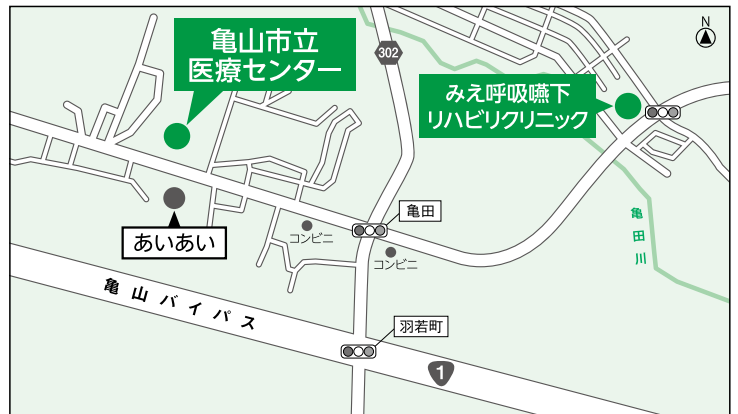 亀山市立
医療センター
302
N
みえ呼吸嚥下
リハビリクリニック
亀田
あいあい
コンビニ
コンビニ
亀田川
亀山バイパス
羽若町
1